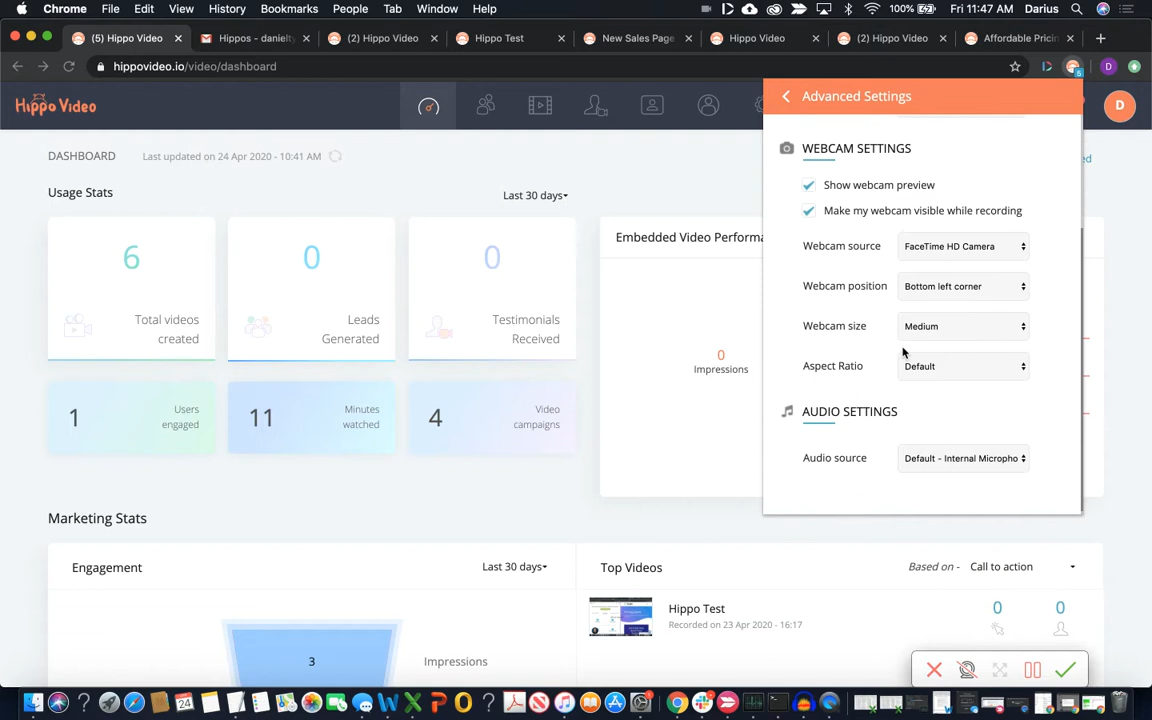 Chrome File Edit View History Bookmarks People Tab Window Help 100% Fri 11:47 AM Darius
(5) Hippo Video Hippos - danielty (2) Hippo Video Hippo Test New Sales Page Hippo Video (2) Hippo Video Affordable Pricin
hippovideo.io/video/dashboard D
Hippo Video D
Advanced Settings
DASHBOARD Last updated on 24 Apr 2020 - 10:41 AM
WEBCAM SETTINGS
ed
Usage Stats Last 30 days
Show webcam preview
Make my webcam visible while recording
6 0 0
Embedded Video Performa
Webcam source FaceTime HD Camera
Webcam position Bottom left corner
Total videos created
Leads Generated
Testimonials Received
Webcam size Medium
0
Impressions
Aspect Ratio Default
1 Users engaged
11 Minutes watched
4 Video campaigns
AUDIO SETTINGS
Audio source Default - Internal Micropho
Marketing Stats
Engagement Last 30 days
Top Videos Based on - Call to action
Hippo Test 0 0
Recorded on 23 Apr 2020 - 16:17
3 Impressions